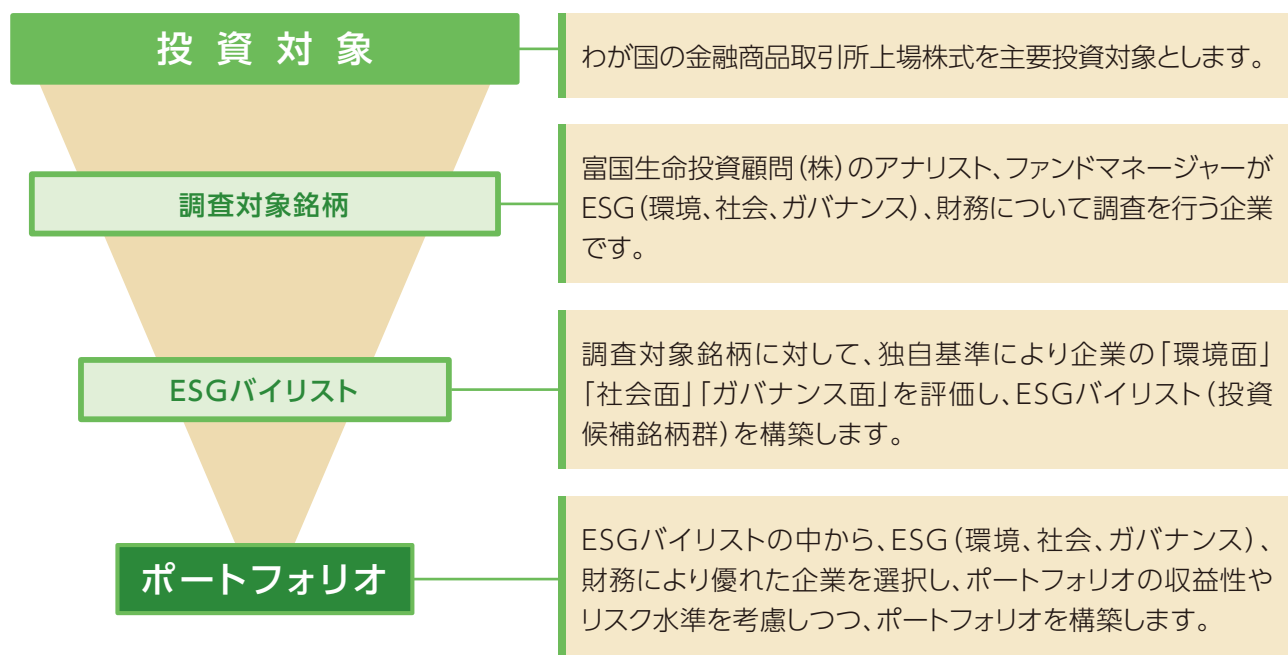 投資対象
わが国の金融商品取引所上場株式を主要投資対象とします。
調査対象銘柄
富国生命投資顧問(株)のアナリスト、ファンドマネージャーが
ESG(環境、社会、ガバナンス)、財務について調査を行う企業
です。
ESGバイリスト
調査対象銘柄に対して、独自基準により企業の「環境面」
「社会面」「ガバナンス面」を評価し、ESGバイリスト(投資
候補銘柄群)を構築します。
ポートフォリオ
ESGバイリストの中から、ESG(環境、社会、ガバナンス)、
財務により優れた企業を選択し、ポートフォリオの収益性や
リスク水準を考慮しつつ、ポートフォリオを構築します。